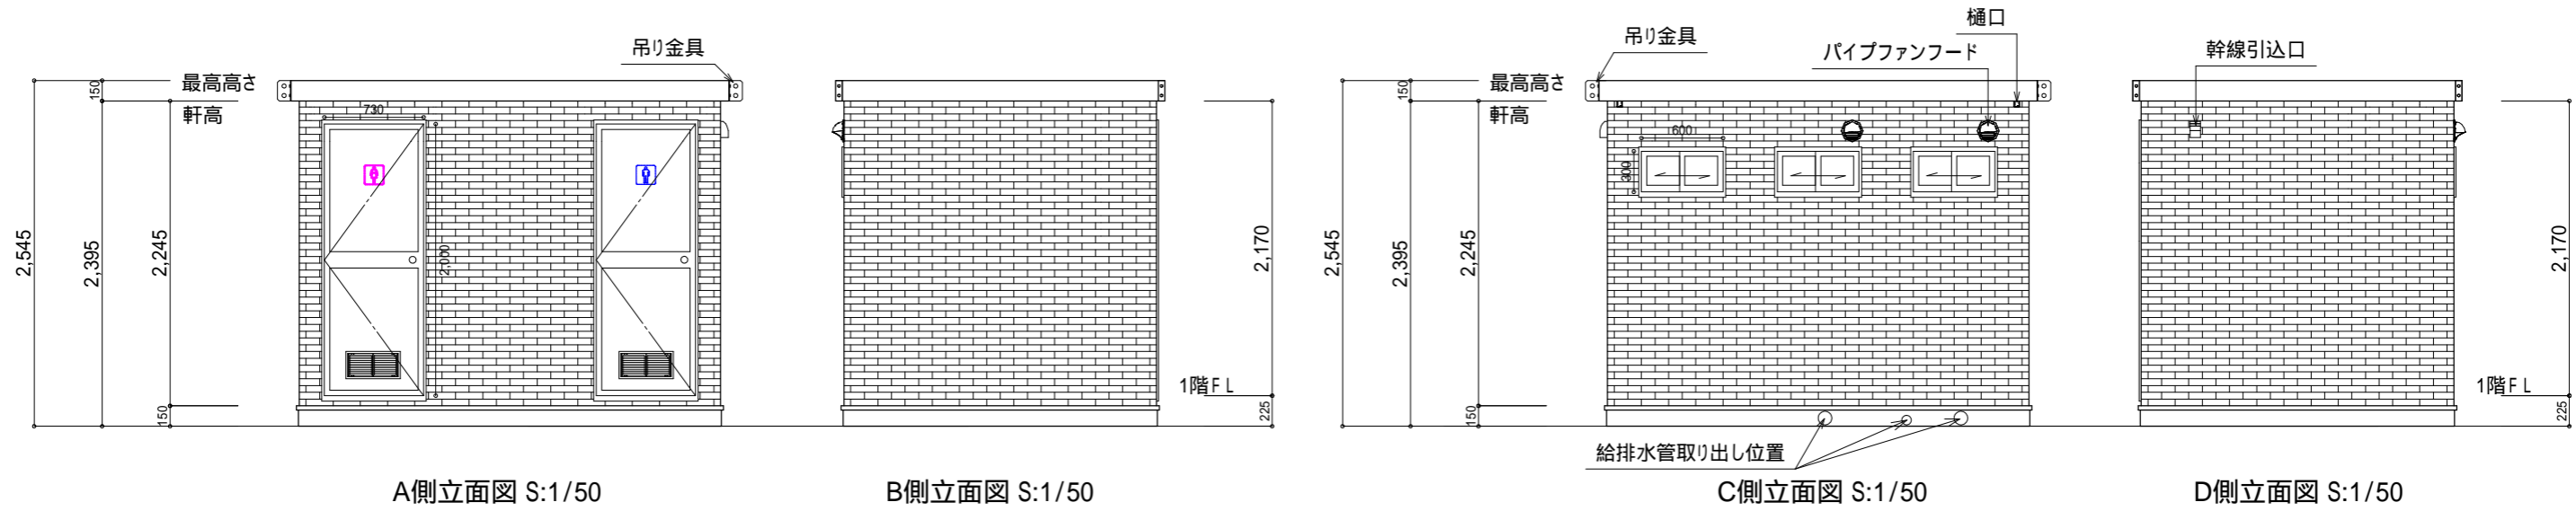 吊り金具
最高高さ
軒高
150
730
2,000
2,545
2,395
2,245
150
2,170
1階FL
225
A側立面図 S:1/50
B側立面図 S:1/50
樋口
吊り金具
パイプファンフード
幹線引込口
最高高さ
軒高
150
600
300
2,545
2,395
2,245
150
2,170
1階FL
225
給排水管取り出し位置
C側立面図 S:1/50
D側立面図 S:1/50